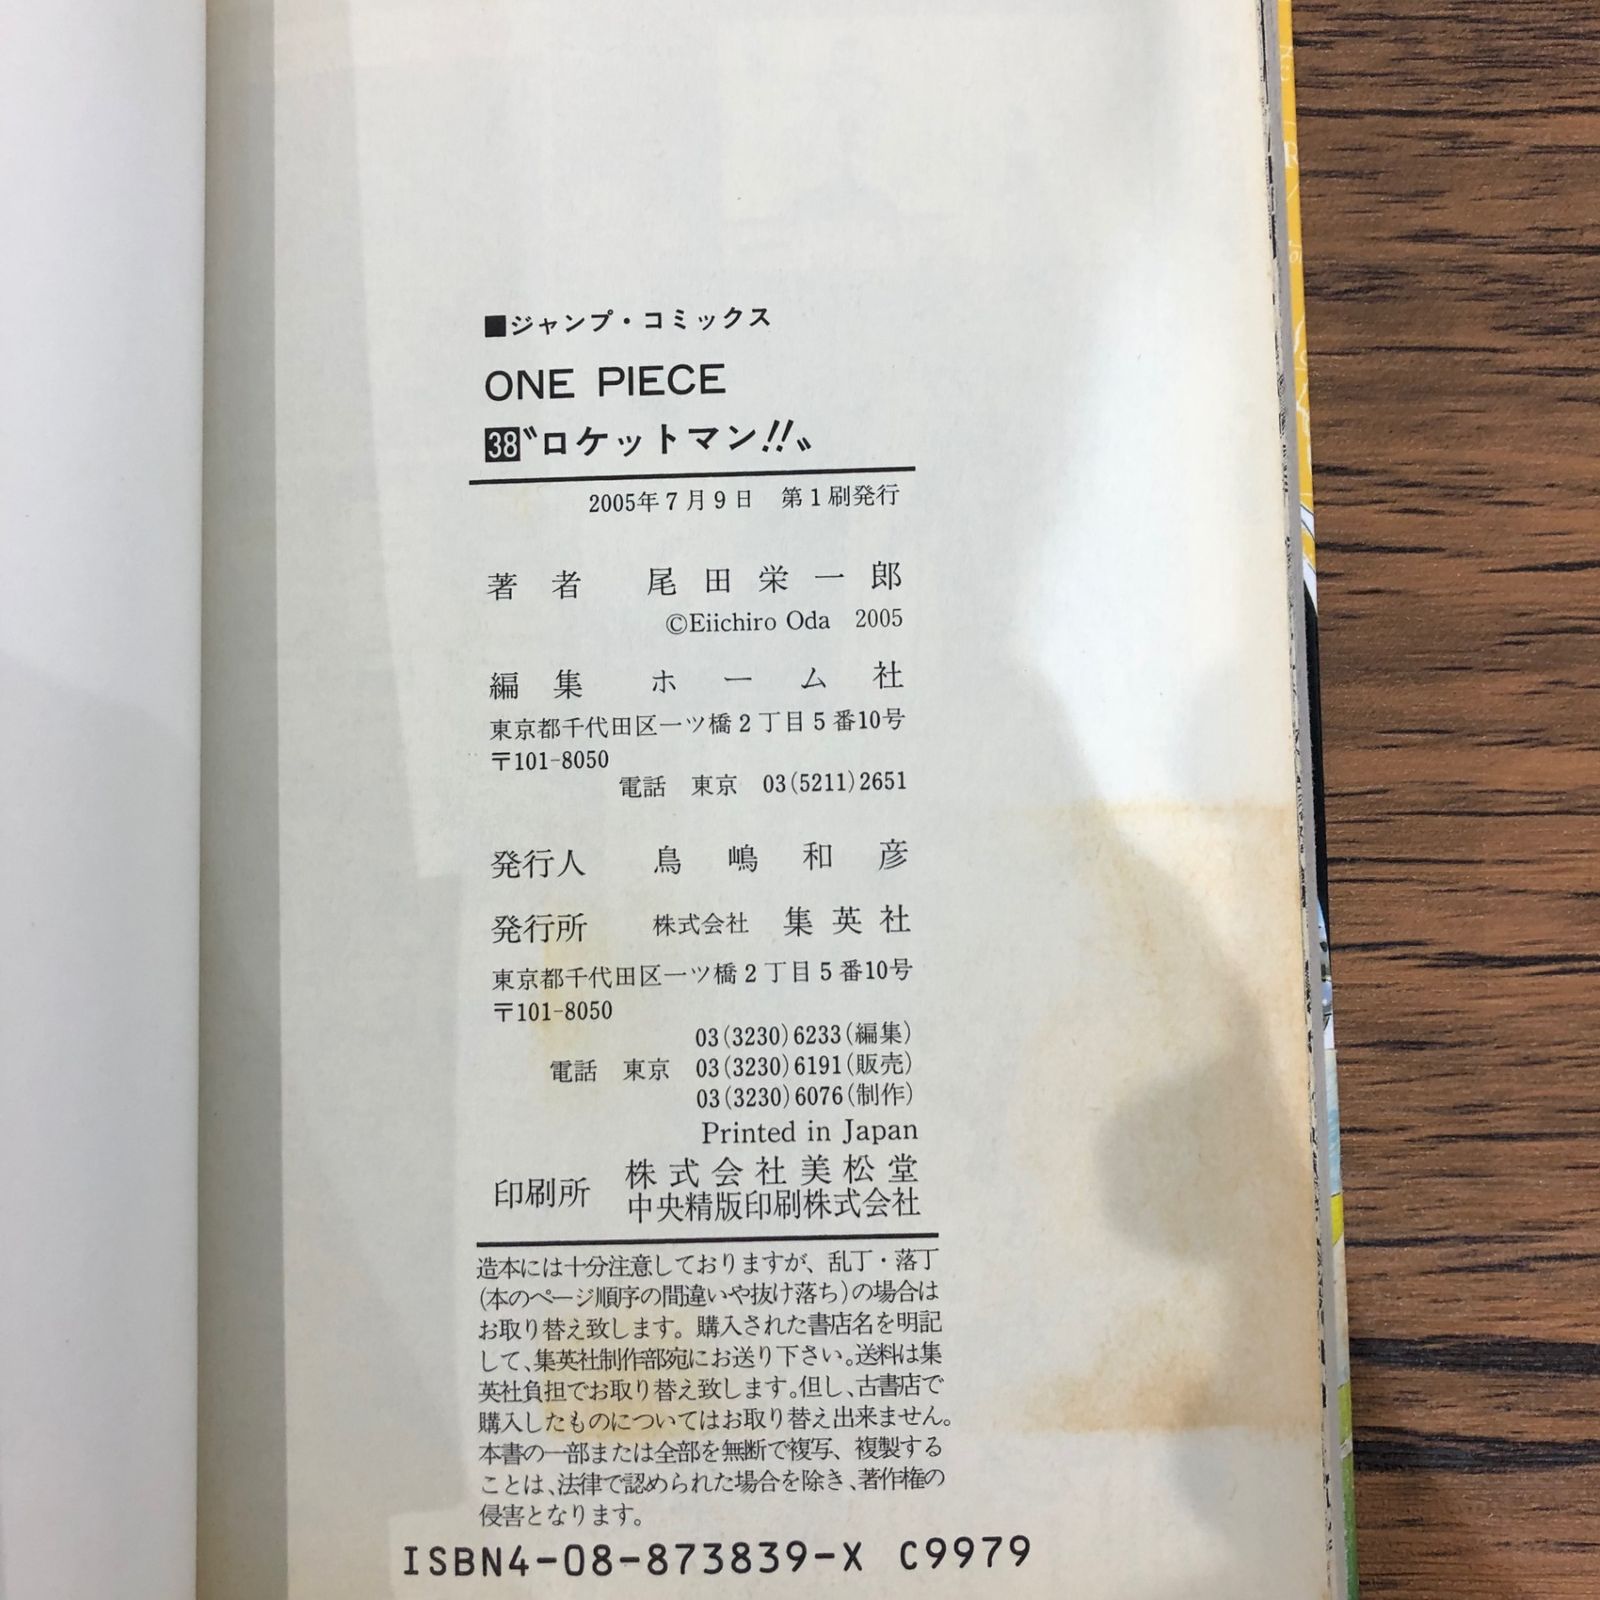 ■ジャンプ・コミックス
ONE PIECE
38〝ロケットマン!!〟
2005年7月9日 第1刷発行
著者 尾田栄一郎
©Eiichiro Oda 2005
編集 ホーム社
東京都千代田区一ツ橋2丁目5番10号
〒101-8050
電話 東京 03(5211)2651
発行人 鳥嶋和彦
発行所 株式会社 集英社
東京都千代田区一ツ橋2丁目5番10号
〒101-8050
03(3230)6233(編集)
電話 東京 03(3230)6191(販売)
03(3230)6076(制作)
Printed in Japan
印刷所 株式会社美松堂
中央精版印刷株式会社
造本には十分注意しておりますが、乱丁・落丁
(本のページ順序の間違いや抜け落ち)の場合は
お取り替え致します。購入された書店名を明記
して、集英社制作部宛にお送り下さい。送料は集
英社負担でお取り替え致します。但し、古書店で
購入したものについてはお取り替え出来ません。
本書の一部または全部を無断で複写、複製する
ことは、法律で認められた場合を除き、著作権の
侵害となります。
ISBN4-08-873839-X C9979